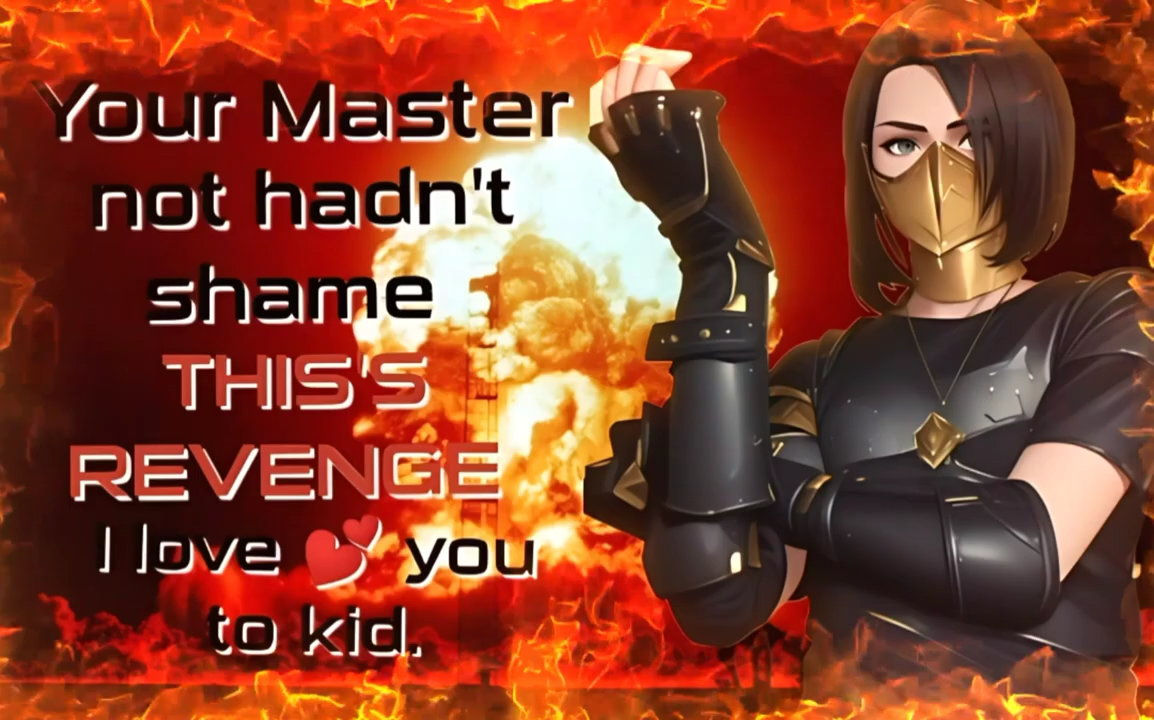 Your Master
not hadn't
shame
THIS'S
REVENGE
I love 💕 you
to kid.